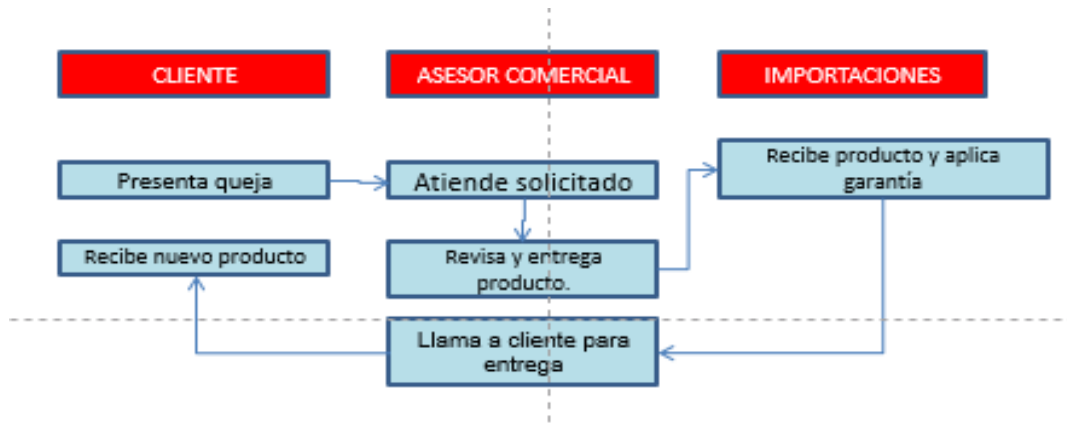 CLIENTE
ASESOR COMERCIAL
IMPORTACIONES
Presenta queja
Atiende solicitado
Recibe producto y aplica
garantía
Recibe nuevo producto
Revisa y entrega
producto.
Llama a cliente para
entrega